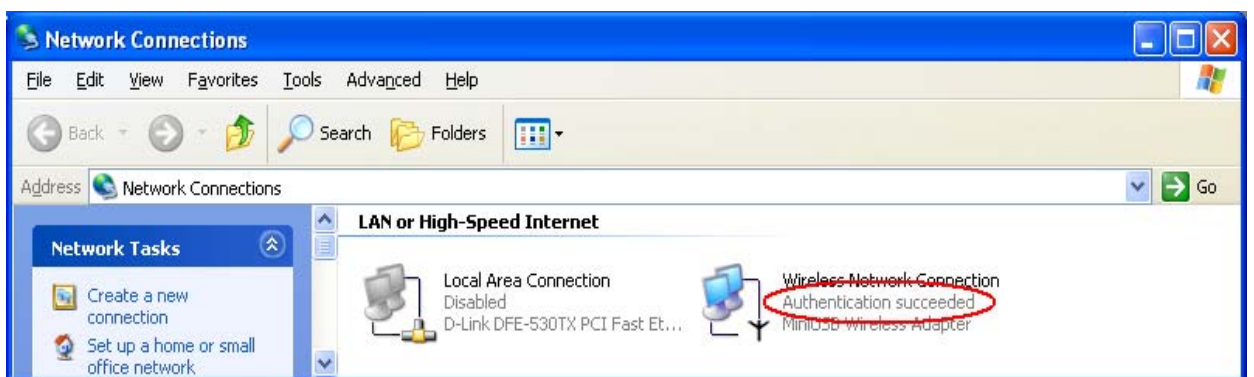 Network Connections
File Edit View Favorites Tools Advanced Help
Back Search Folders
Address Network Connections Go
Network Tasks
Create a new
connection
Set up a home or small
office network
LAN or High-Speed Internet
Local Area Connection
Disabled
D-Link DFE-530TX PCI Fast Et...
Wireless Network Connection
Authentication succeeded
MiniUSB Wireless Adapter